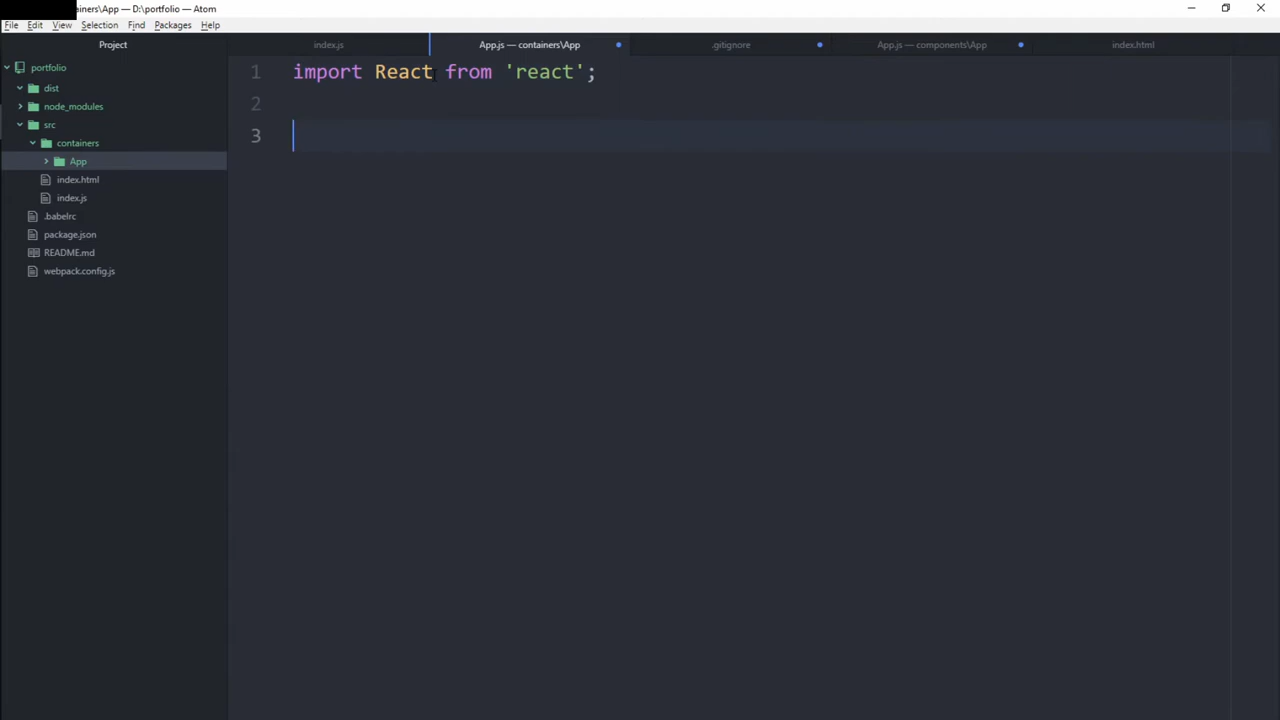 ntainers\App — D:\portfolio — Atom
File Edit View Selection Find Packages Help
Project
index.js
App.js — containers\App
.gitignore
App.js — components\App
index.html
portfolio
dist
node_modules
src
containers
App
index.html
index.js
.babelrc
package.json
README.md
webpack.config.js
1 import React from 'react';
2
3